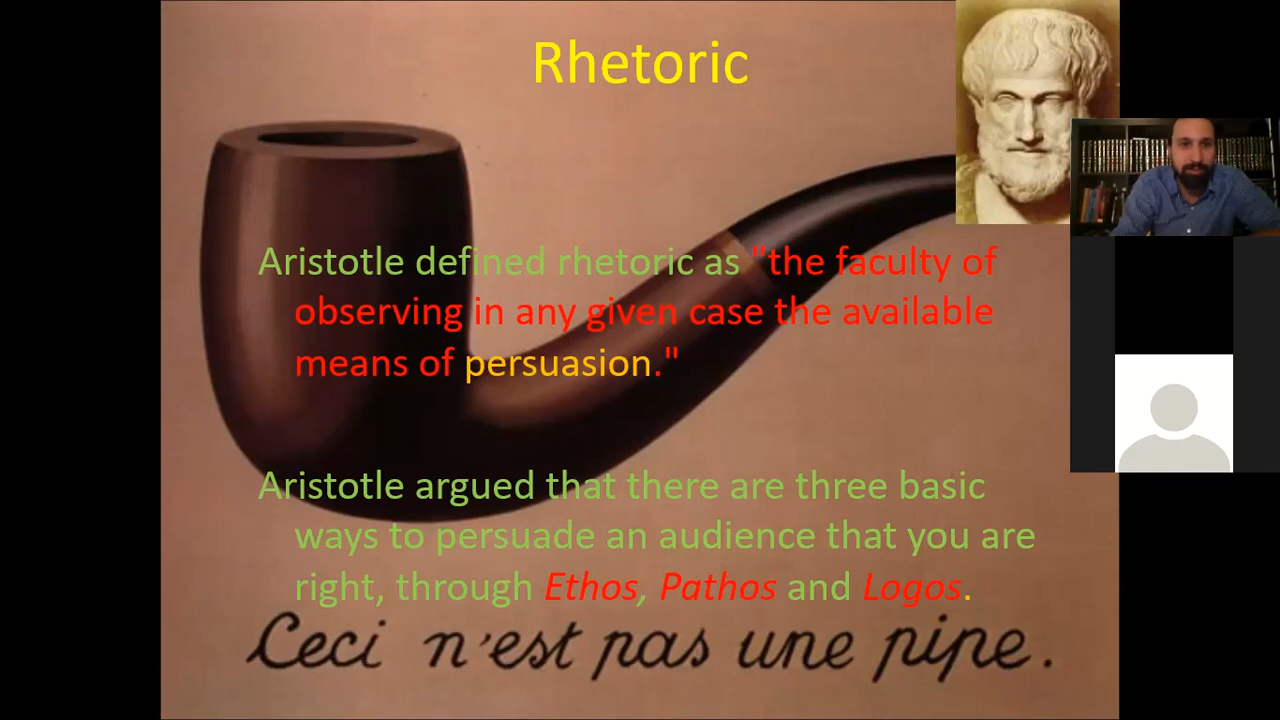 Rhetoric
Aristotle defined rhetoric as "the faculty of
observing in any given case the available
means of persuasion."
Aristotle argued that there are three basic
ways to persuade an audience that you are
right, through Ethos, Pathos and Logos.
Ceci n'est pas une pipe.